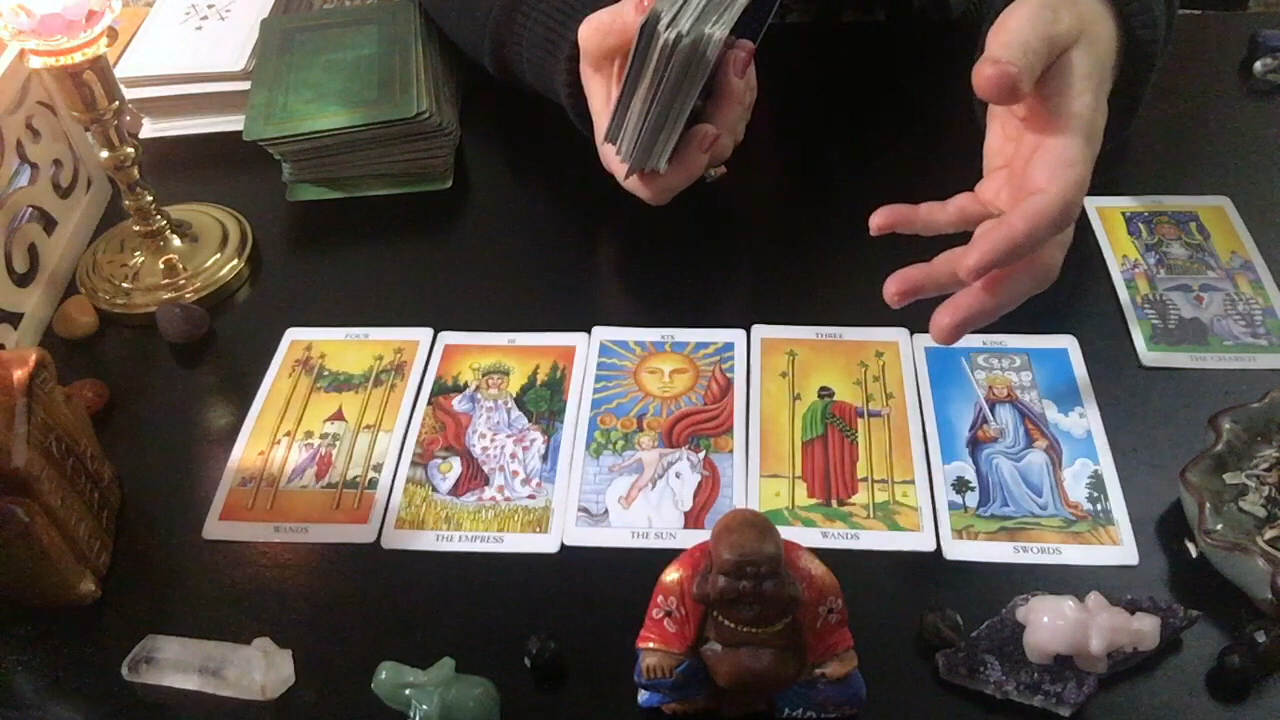 FOUR
WANDS
III
THE EMPRESS
XIX
THE SUN
THREE
WANDS
KING
SWORDS
THE CHARIOT